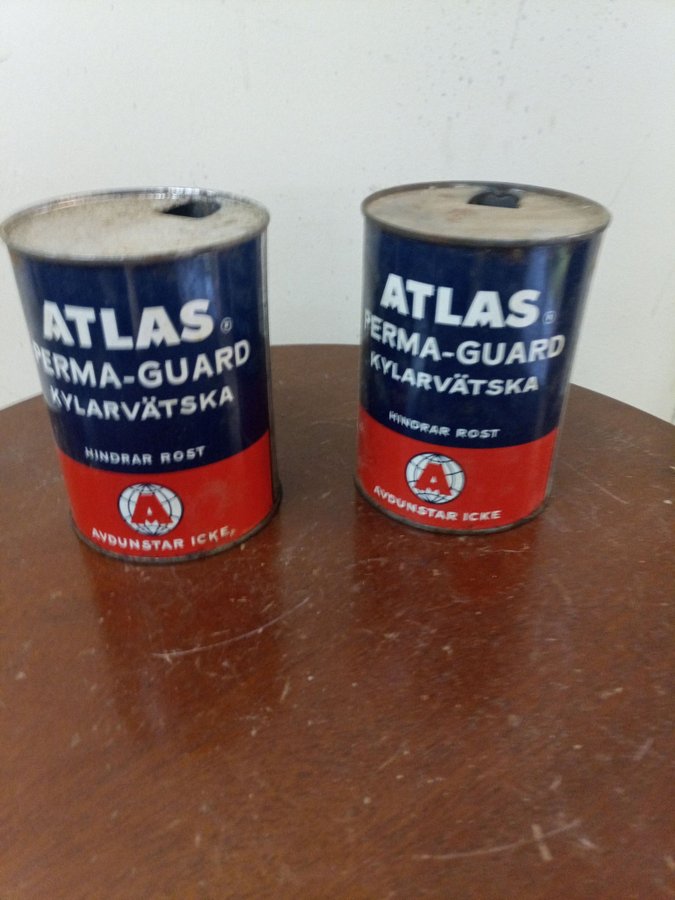 ATLAS ®
PERMA-GUARD
KYLARVÄTSKA
HINDRAR ROST
A
AVDUNSTAR ICKE
ATLAS ®
PERMA-GUARD
KYLARVÄTSKA
HINDRAR ROST
A
AVDUNSTAR ICKE